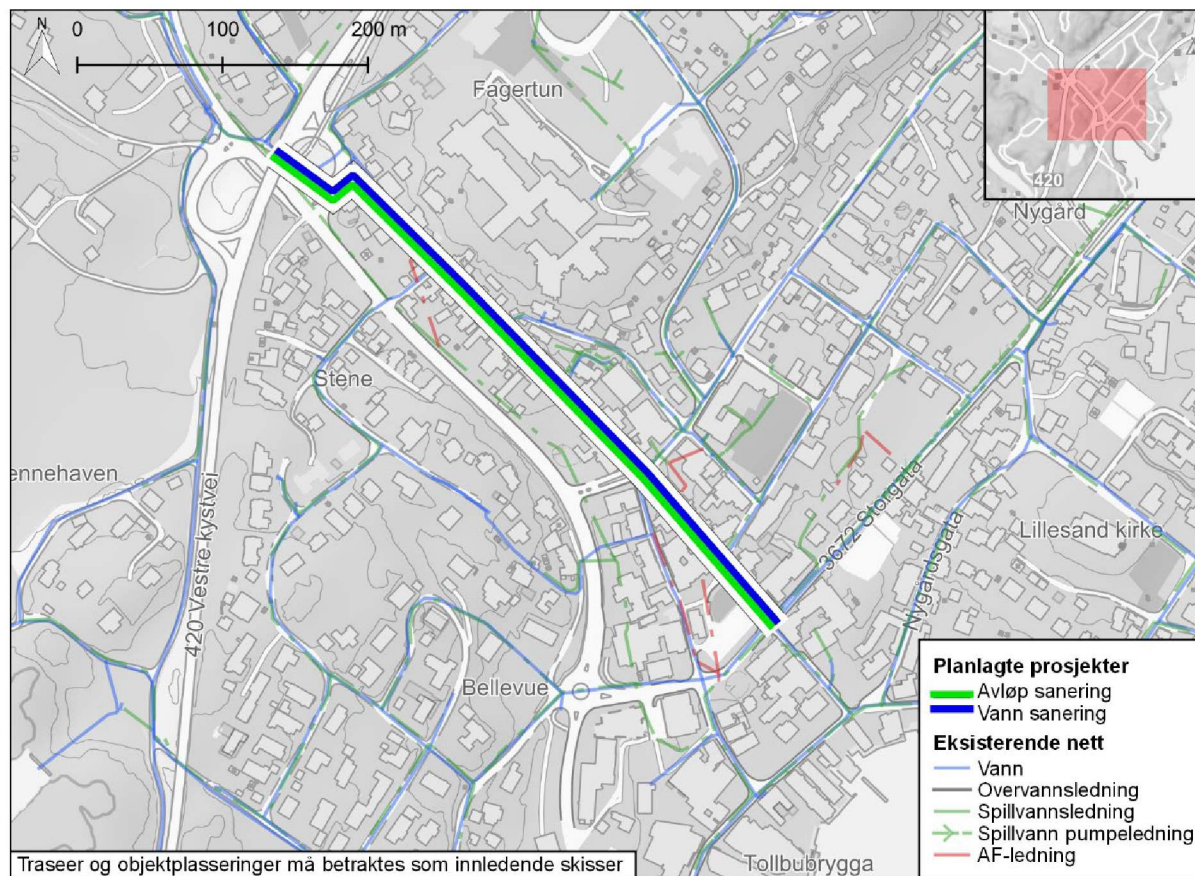 N
0 100 200 m
Fagertun
420
Nygård
Stene
ennehaven
420 Vestre kystvei
3672 Storgata
Nygårdsgata
Lillesand kirke
Bellevue
Tollbubrygga
Planlagte prosjekter
Avløp sanering
Vann sanering
Eksisterende nett
Vann
Overvannsledning
Spillvannsledning
Spillvann pumpeledning
AF-ledning
Traseer og objektplasseringer må betraktes som innledende skisser